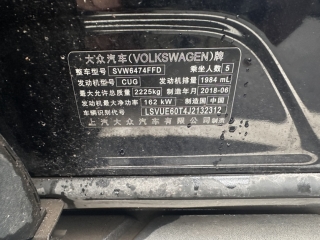 大众汽车(VOLKSWAGEN)牌
整车型号 SVW6474FFD 乘坐人数 5
发动机型号 CUG 发动机排量 1984 mL
最大允许总质量 2225kg 制造年月 2018-06
发动机最大净功率 162 kW 制造国 中国
车辆识别代号 LSVUE60T4J2132312
上汽大众汽车有限公司 制造